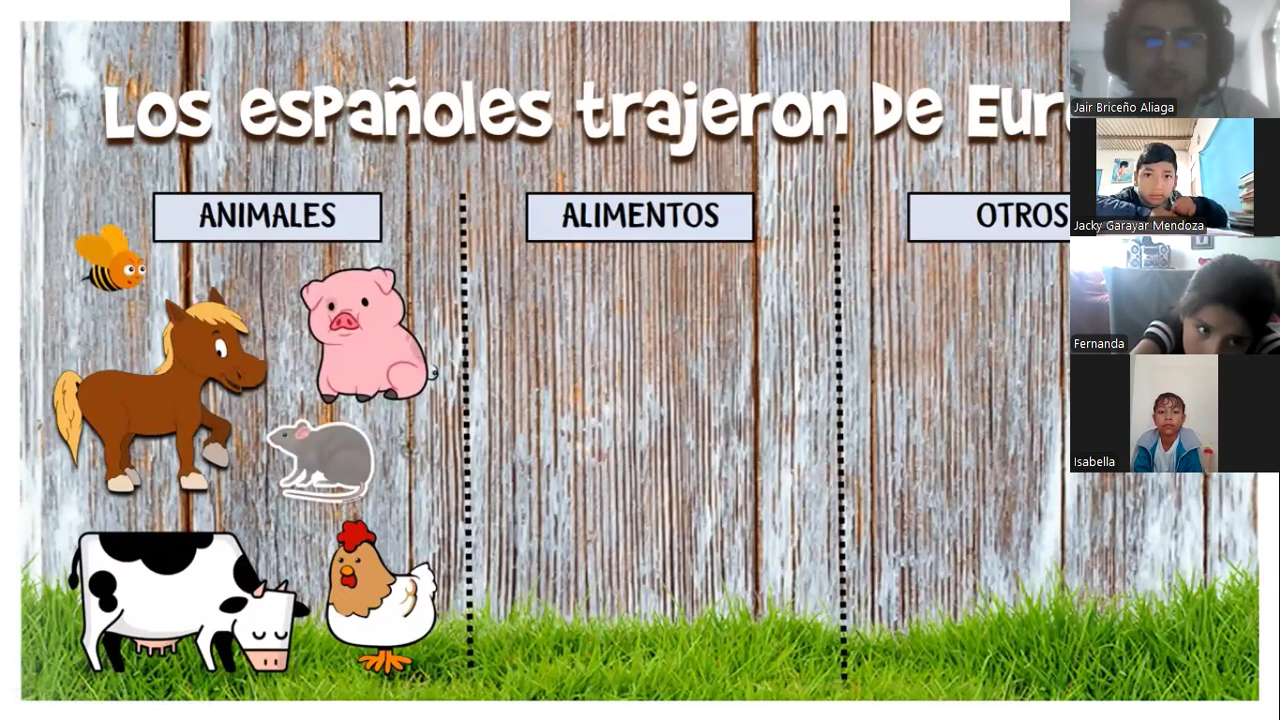 Los españoles trajeron De Eur
ANIMALES
ALIMENTOS
OTROS
Jair Briceño Aliaga
Jacky Garayar Mendoza
Fernanda
Isabella